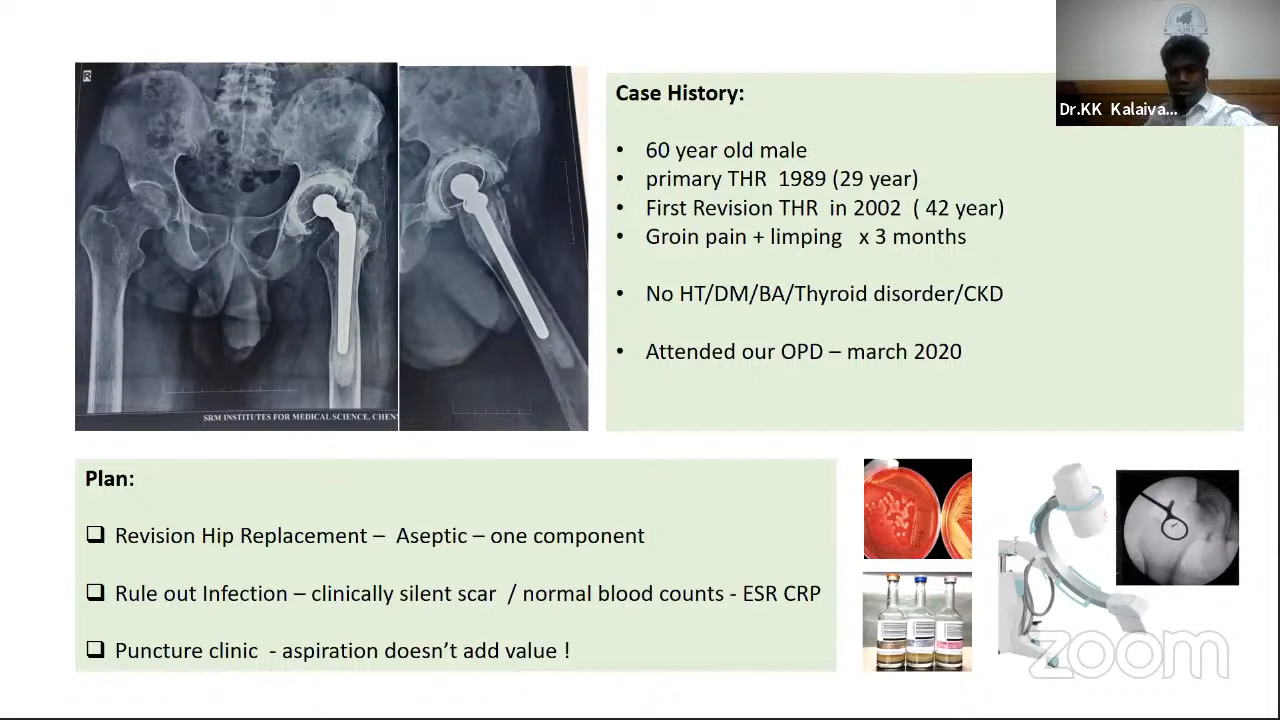 R
SRM INSTITUTES FOR MEDICAL SCIENCE, CHEN
Case History:
• 60 year old male
• primary THR 1989 (29 year)
• First Revision THR in 2002 ( 42 year)
• Groin pain + limping x 3 months
• No HT/DM/BA/Thyroid disorder/CKD
• Attended our OPD – march 2020
Dr.KK Kalaiva...
Plan:
❑ Revision Hip Replacement – Aseptic – one component
❑ Rule out Infection – clinically silent scar / normal blood counts - ESR CRP
❑ Puncture clinic - aspiration doesn’t add value !
zoom